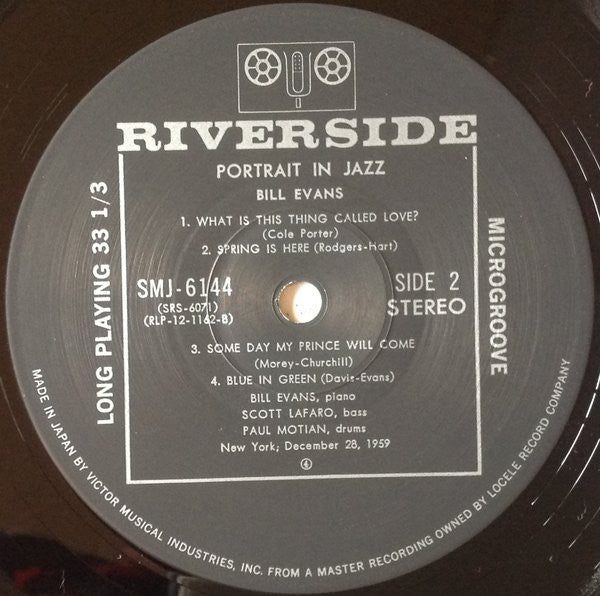 RIVERSIDE
PORTRAIT IN JAZZ
BILL EVANS
1. WHAT IS THIS THING CALLED LOVE?
(Cole Porter)
2. SPRING IS HERE (Rodgers-Hart)
SMJ-6144
(SRS-6071)
(RLP-12-1162-B)
SIDE 2
STEREO
3. SOME DAY MY PRINCE WILL COME
(Morey-Churchill)
4. BLUE IN GREEN (Davis-Evans)
BILL EVANS, piano
SCOTT LAFARO, bass
PAUL MOTIAN, drums
New York; December 28, 1959
④
LONG PLAYING 33 1/3
MICROGROOVE
MADE IN JAPAN BY VICTOR MUSICAL INDUSTRIES, INC. FROM A MASTER RECORDING OWNED BY LOCELE RECORD COMPANY